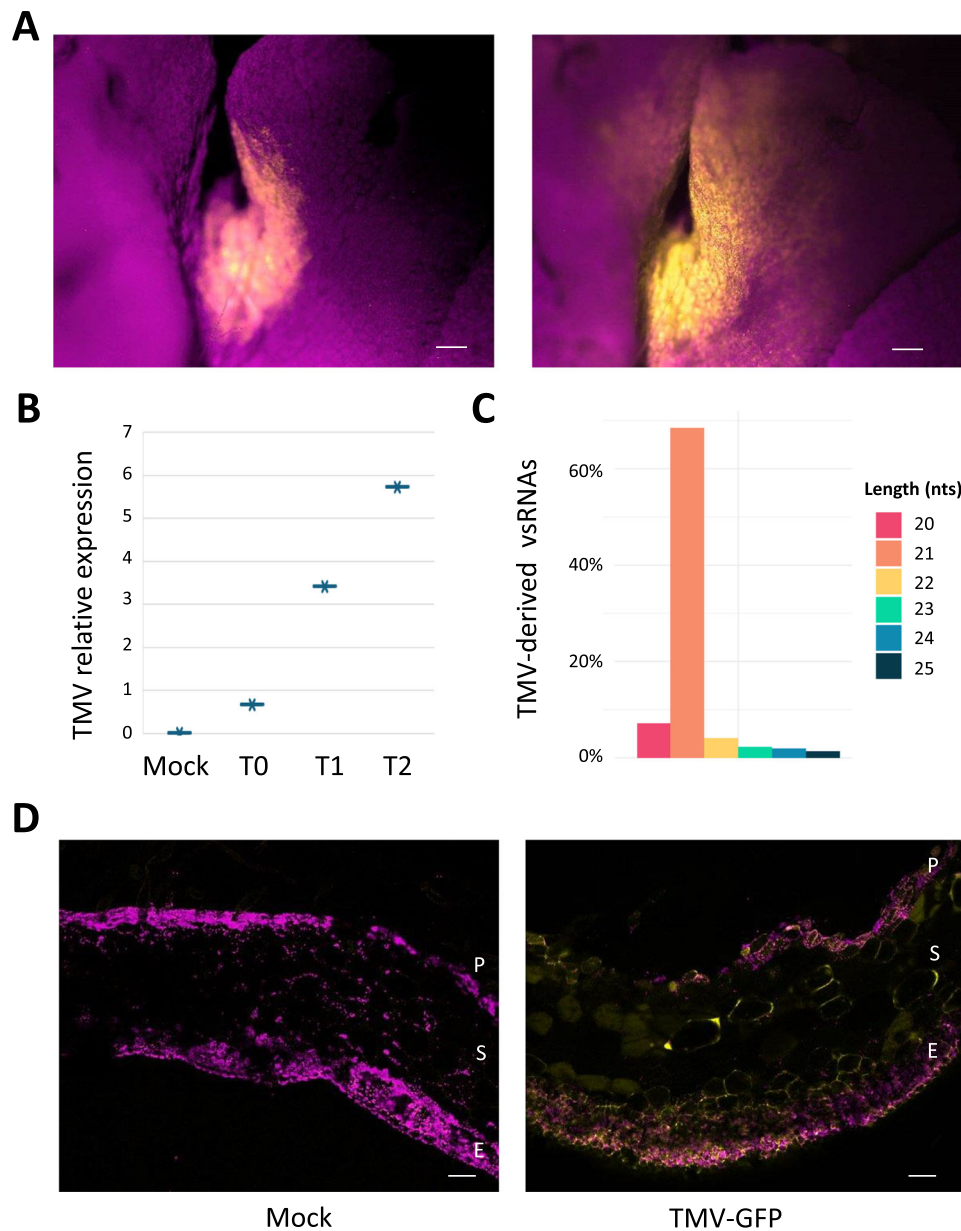 A
B
C
TMV relative expression
7
6
5
4
3
2
1
0
Mock T0 T1 T2
TMV-derived vsRNAs
60%
40%
20%
0%
Length (nts)
20
21
22
23
24
25
D
P
S
E
P
S
E
Mock
TMV-GFP